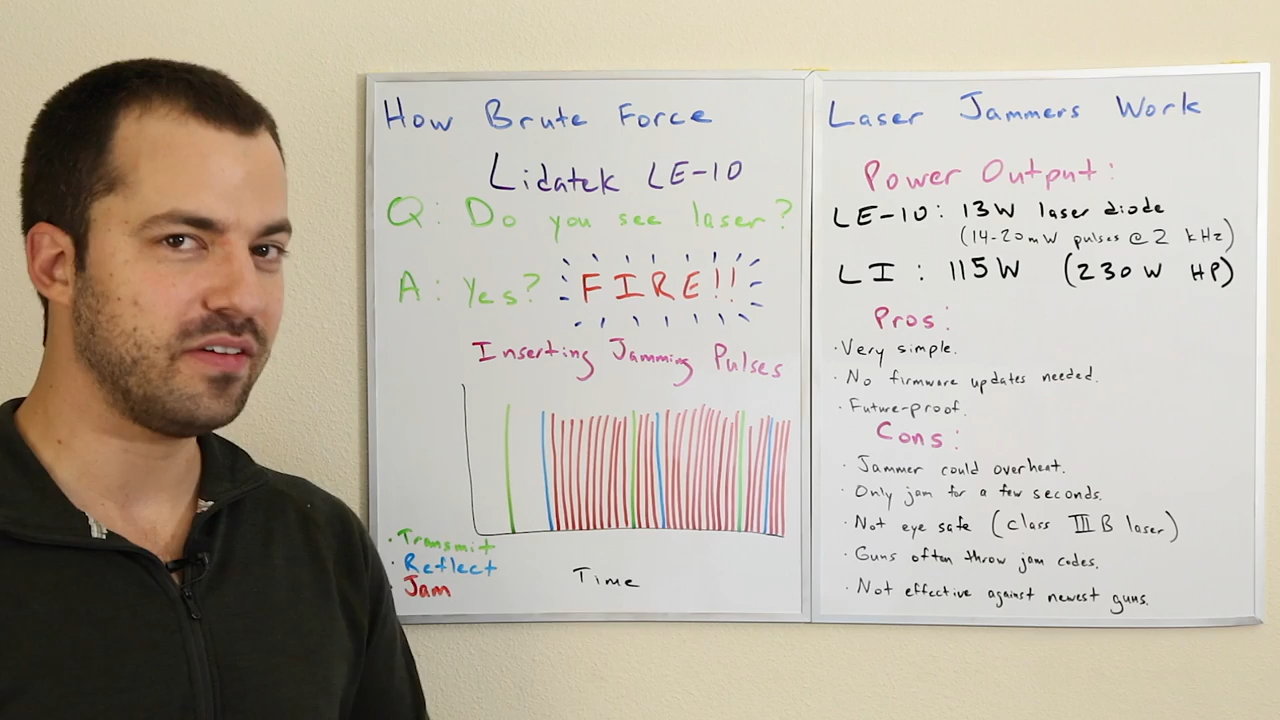 How Brute Force
Lidatek LE-10
Q: Do you see laser?
A: Yes? FIRE!!
Inserting Jamming Pulses
· Transmit
· Reflect
· Jam
Time
Laser Jammers Work
Power Output:
LE-10: 13W laser diode
(14-20mW pulses @ 2 kHz)
LI : 115W (230W HP)
Pros:
· Very simple.
· No firmware updates needed.
· Future-proof.
Cons:
· Jammer could overheat.
· Only jam for a few seconds.
· Not eye safe (class III B laser)
· Guns often throw jam codes.
· Not effective against newest guns.